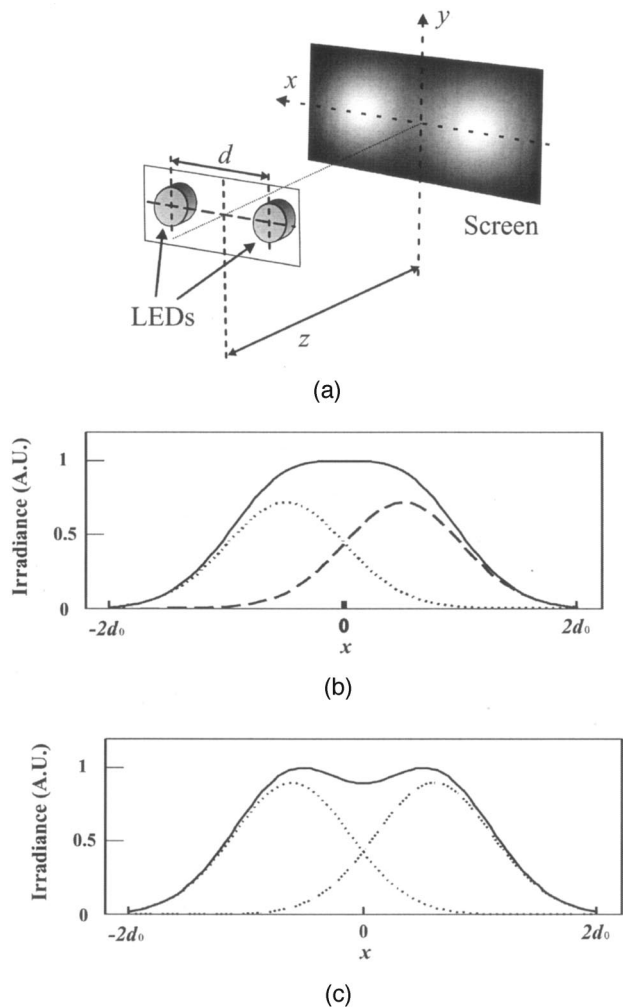 y
x
d
Screen
LEDs
z
(a)
Irradiance (A.U.)
1
0.5
0
-2d₀ 0 2d₀
x
(b)
Irradiance (A.U.)
1
0.5
0
-2d₀ 0 2d₀
x
(c)